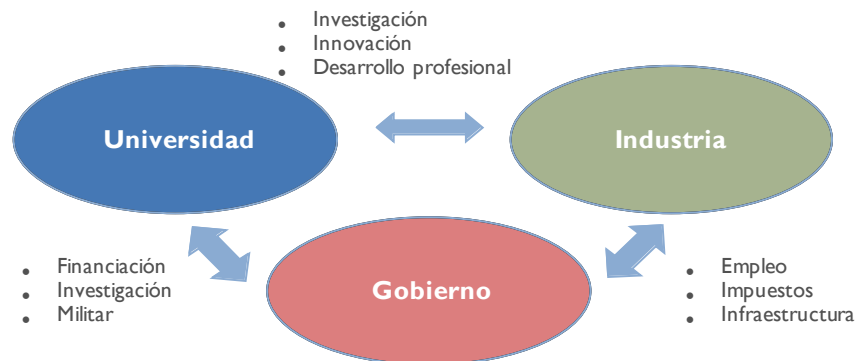 • Investigación
• Innovación
• Desarrollo profesional
Universidad
Industria
• Financiación
• Investigación
• Militar
Gobierno
• Empleo
• Impuestos
• Infraestructura